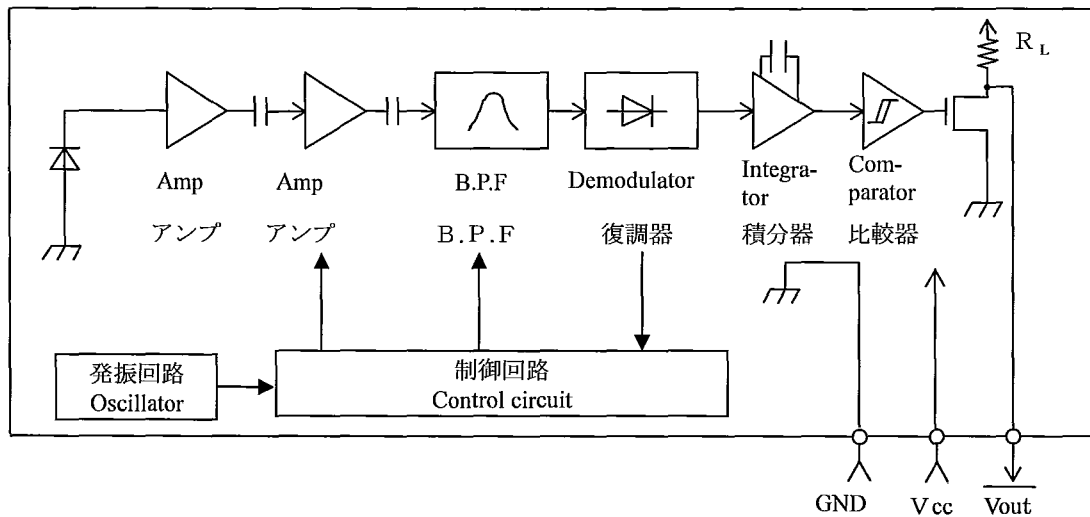 R L
Amp
Amp
B.P.F
Demodulator
Integra-
tor
Com-
parator
アンプ
アンプ
B.P.F
復調器
積分器
比較器
発振回路
Oscillator
制御回路
Control circuit
GND
Vcc
Vout